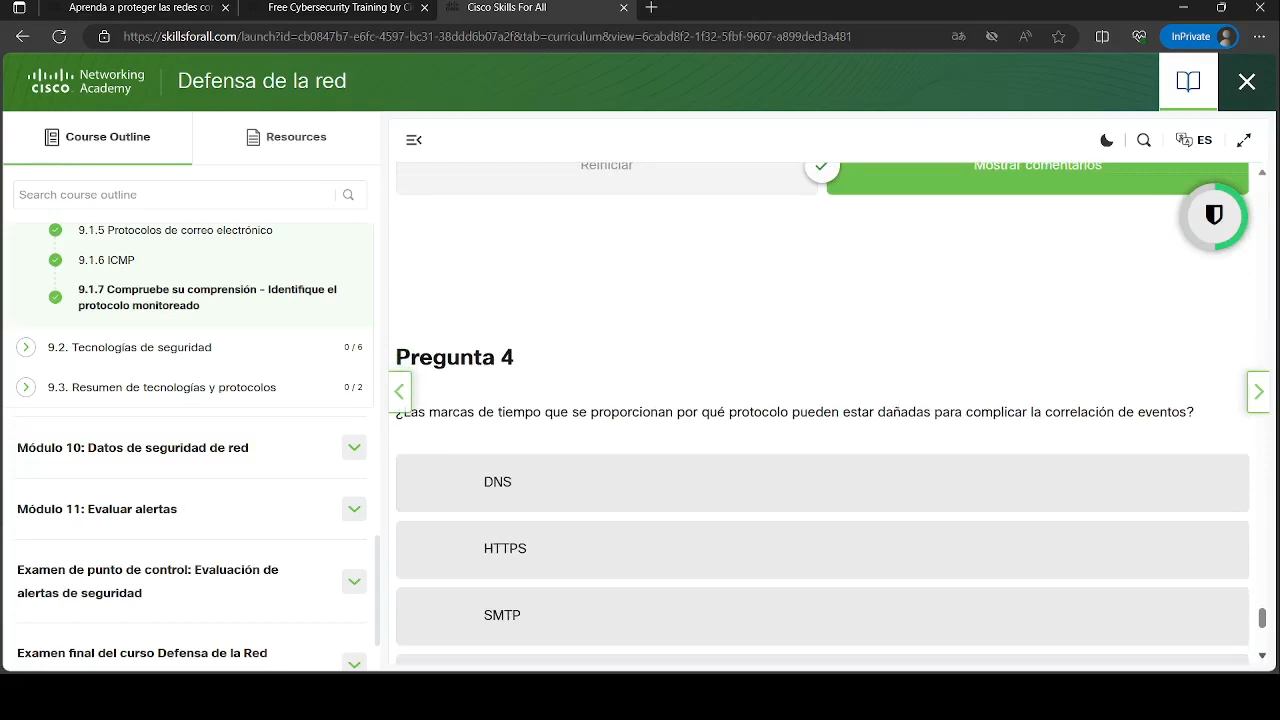 Aprenda a proteger las redes cor
Free Cybersecurity Training by Ci
Cisco Skills For All
https://skillsforall.com/launch?id=cb0847b7-e6fc-4597-bc31-38ddd6b07a2f&tab=curriculum&view=6cabd8f2-1f32-5fbf-9607-a899ded3a481
InPrivate
CISCO Networking Academy
Defensa de la red
Course Outline
Resources
ES
Search course outline
Reiniciar
Mostrar comentarios
9.1.5 Protocolos de correo electrónico
9.1.6 ICMP
9.1.7 Compruebe su comprensión - Identifique el
protocolo monitoreado
9.2. Tecnologías de seguridad 0 / 6
9.3. Resumen de tecnologías y protocolos 0 / 2
Módulo 10: Datos de seguridad de red
Módulo 11: Evaluar alertas
Examen de punto de control: Evaluación de
alertas de seguridad
Examen final del curso Defensa de la Red
Pregunta 4
¿Las marcas de tiempo que se proporcionan por qué protocolo pueden estar dañadas para complicar la correlación de eventos?
DNS
HTTPS
SMTP